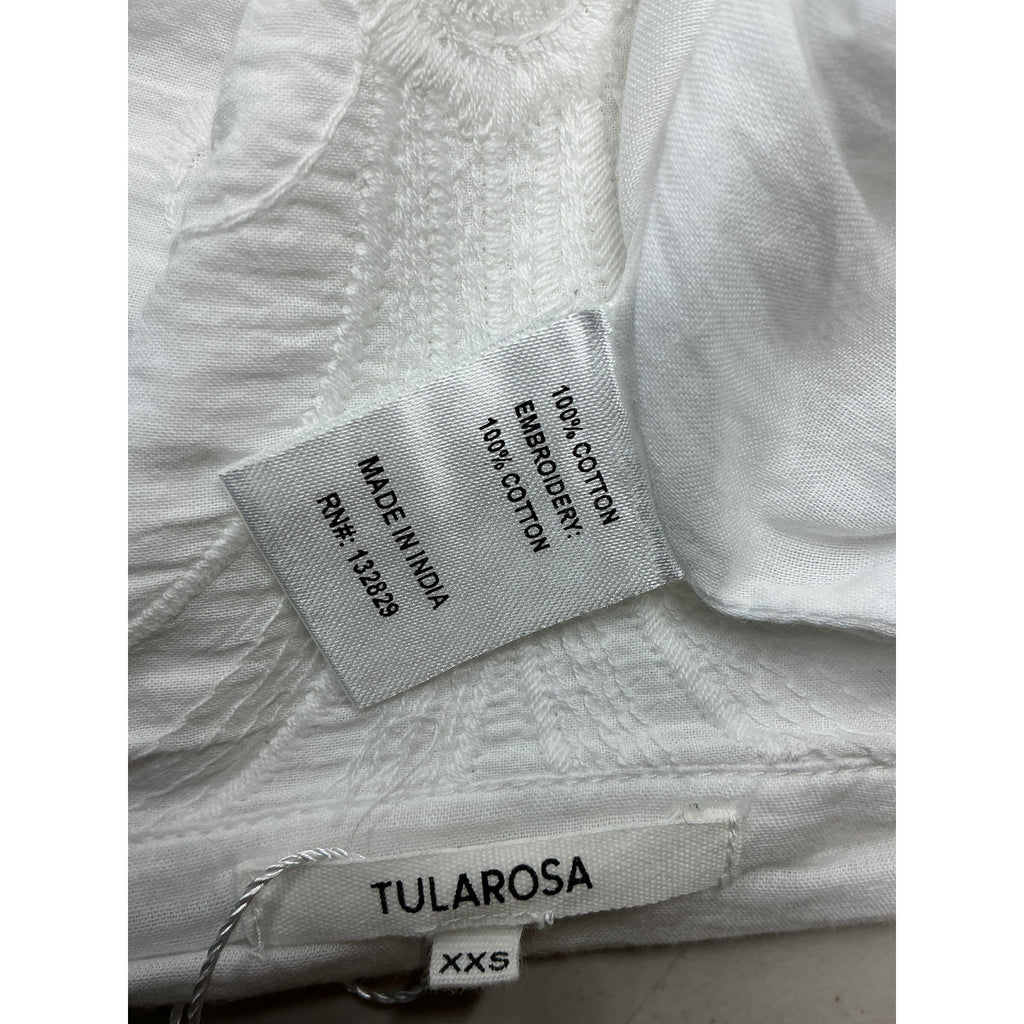 100% COTTON
EMBROIDERY:
100% COTTON
MADE IN INDIA
RN#: 132829
TULAROSA
XXS